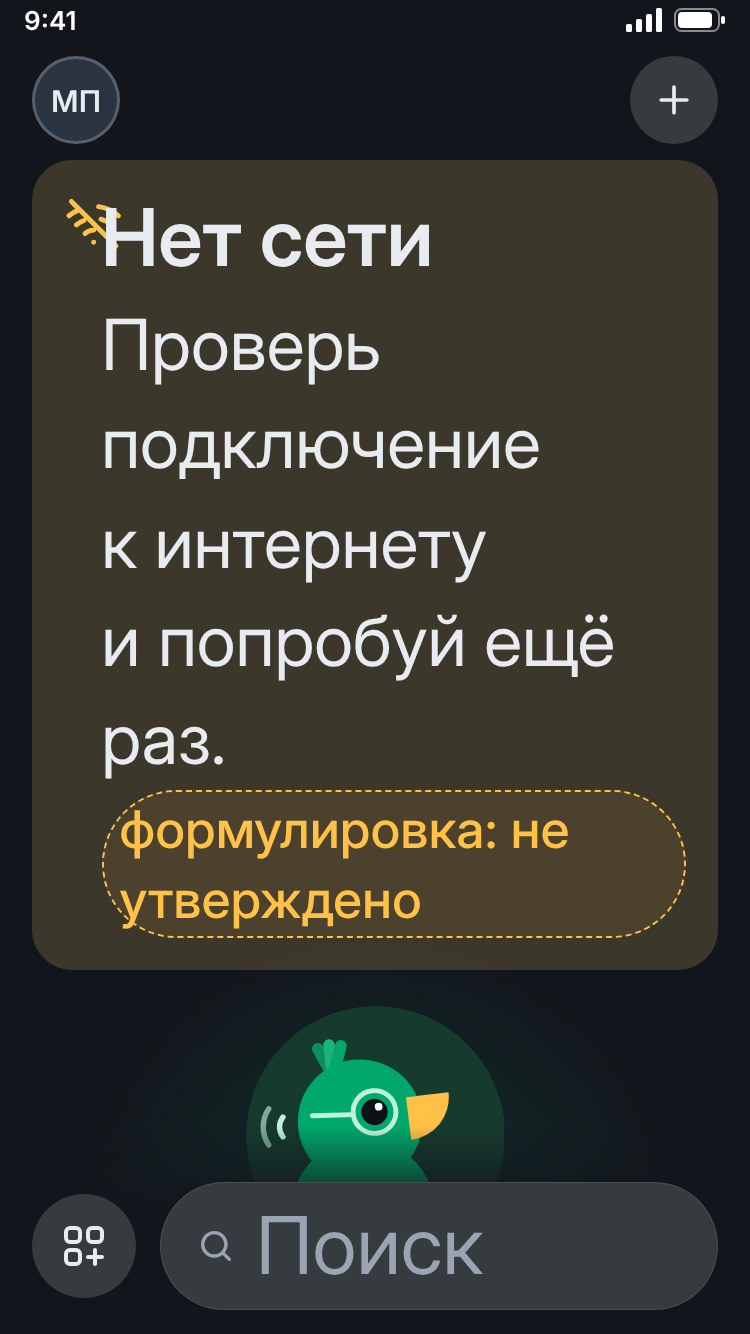 9:41
МП
Нет сети
Проверь
подключение
к интернету
и попробуй ещё
раз.
формулировка: не
утверждено
Поиск